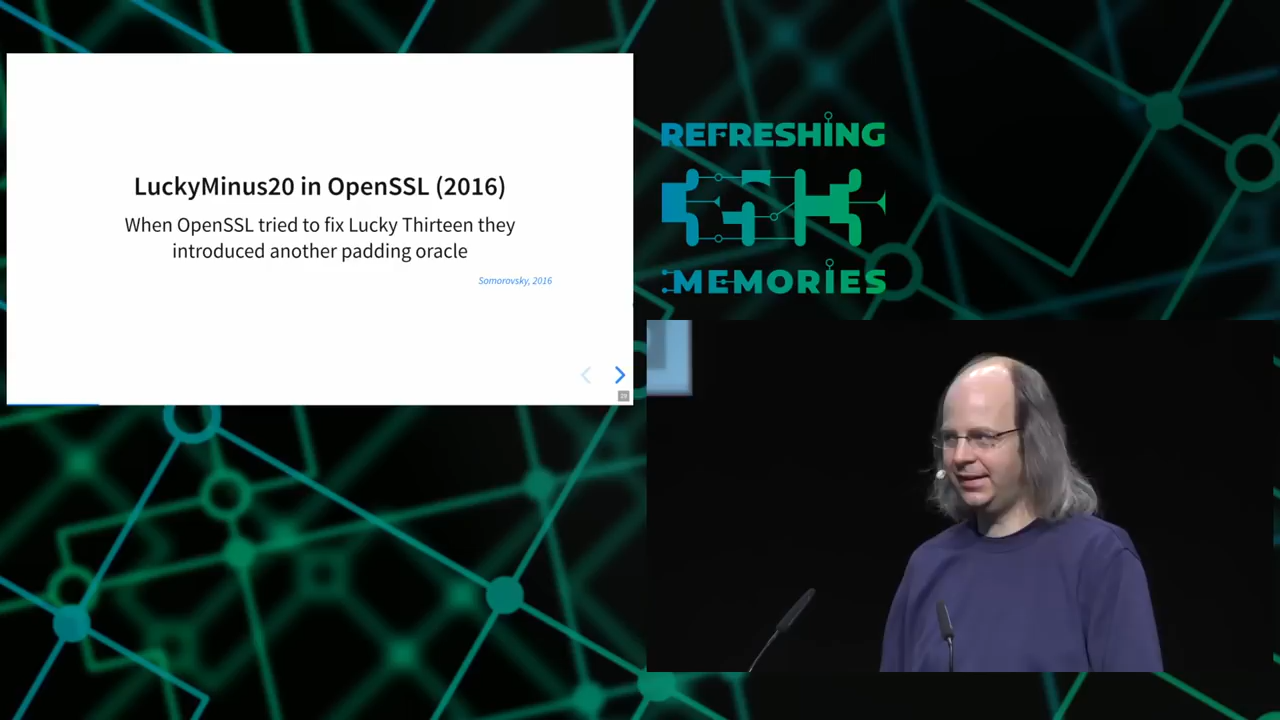 LuckyMinus20 in OpenSSL (2016)
When OpenSSL tried to fix Lucky Thirteen they
introduced another padding oracle
Somorovsky, 2016
REFRESHING
MEMORIES